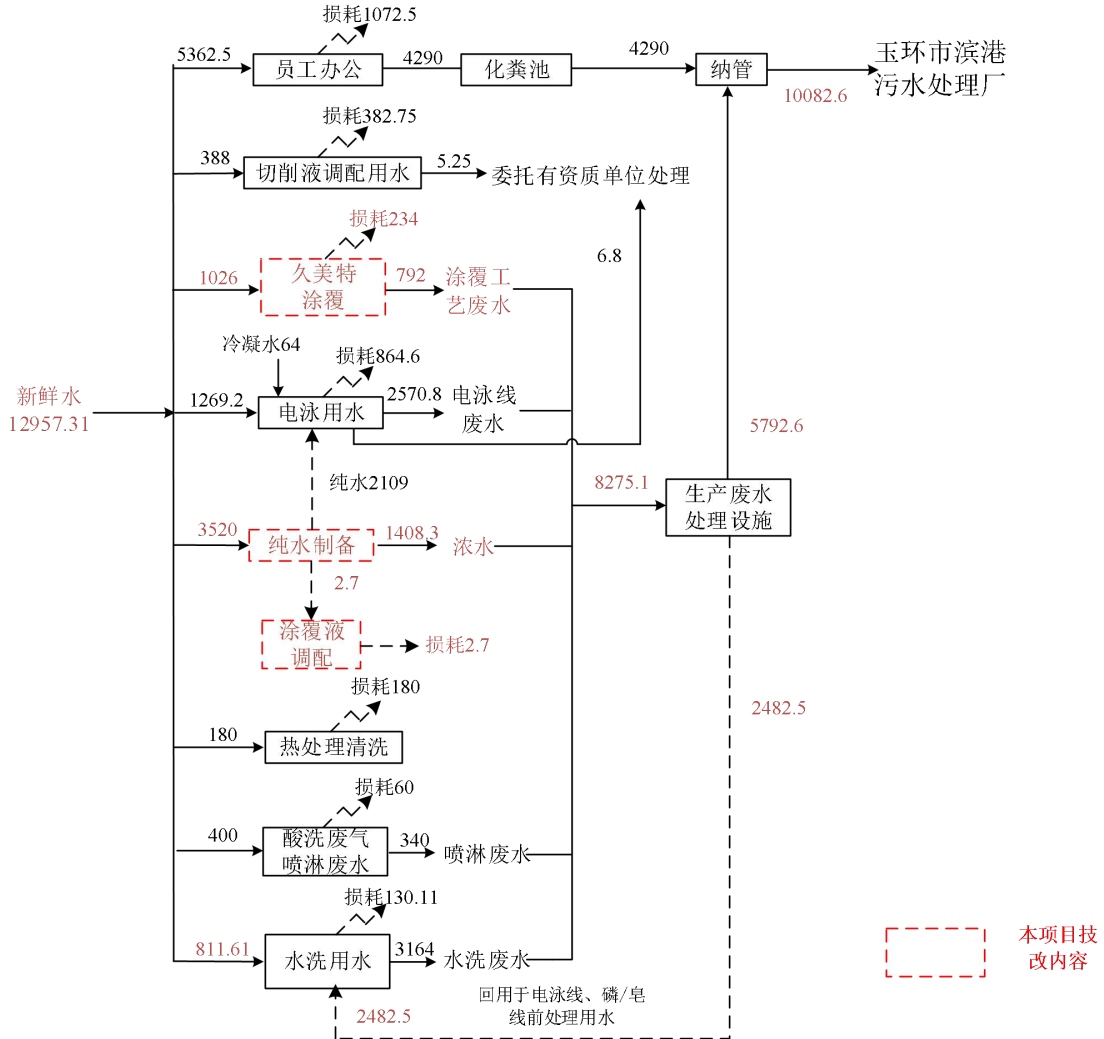 损耗1072.5
5362.5
员工办公
4290
化粪池
4290
纳管
10082.6
玉环市滨港
污水处理厂
损耗382.75
388
切削液调配用水
5.25
委托有资质单位处理
损耗234
1026
久美特
涂覆
792
涂覆工
艺废水
6.8
冷凝水64
损耗864.6
新鲜水
12957.31
1269.2
电泳用水
2570.8
电泳线
废水
5792.6
纯水2109
8275.1
生产废水
处理设施
3520
纯水制备
1408.3
浓水
2.7
涂覆液
调配
损耗2.7
损耗180
180
热处理清洗
2482.5
损耗60
400
酸洗废气
喷淋废水
340
喷淋废水
损耗130.11
811.61
水洗用水
3164
水洗废水
本项目技
改内容
2482.5
回用于电泳线、磷/皂
线前处理用水